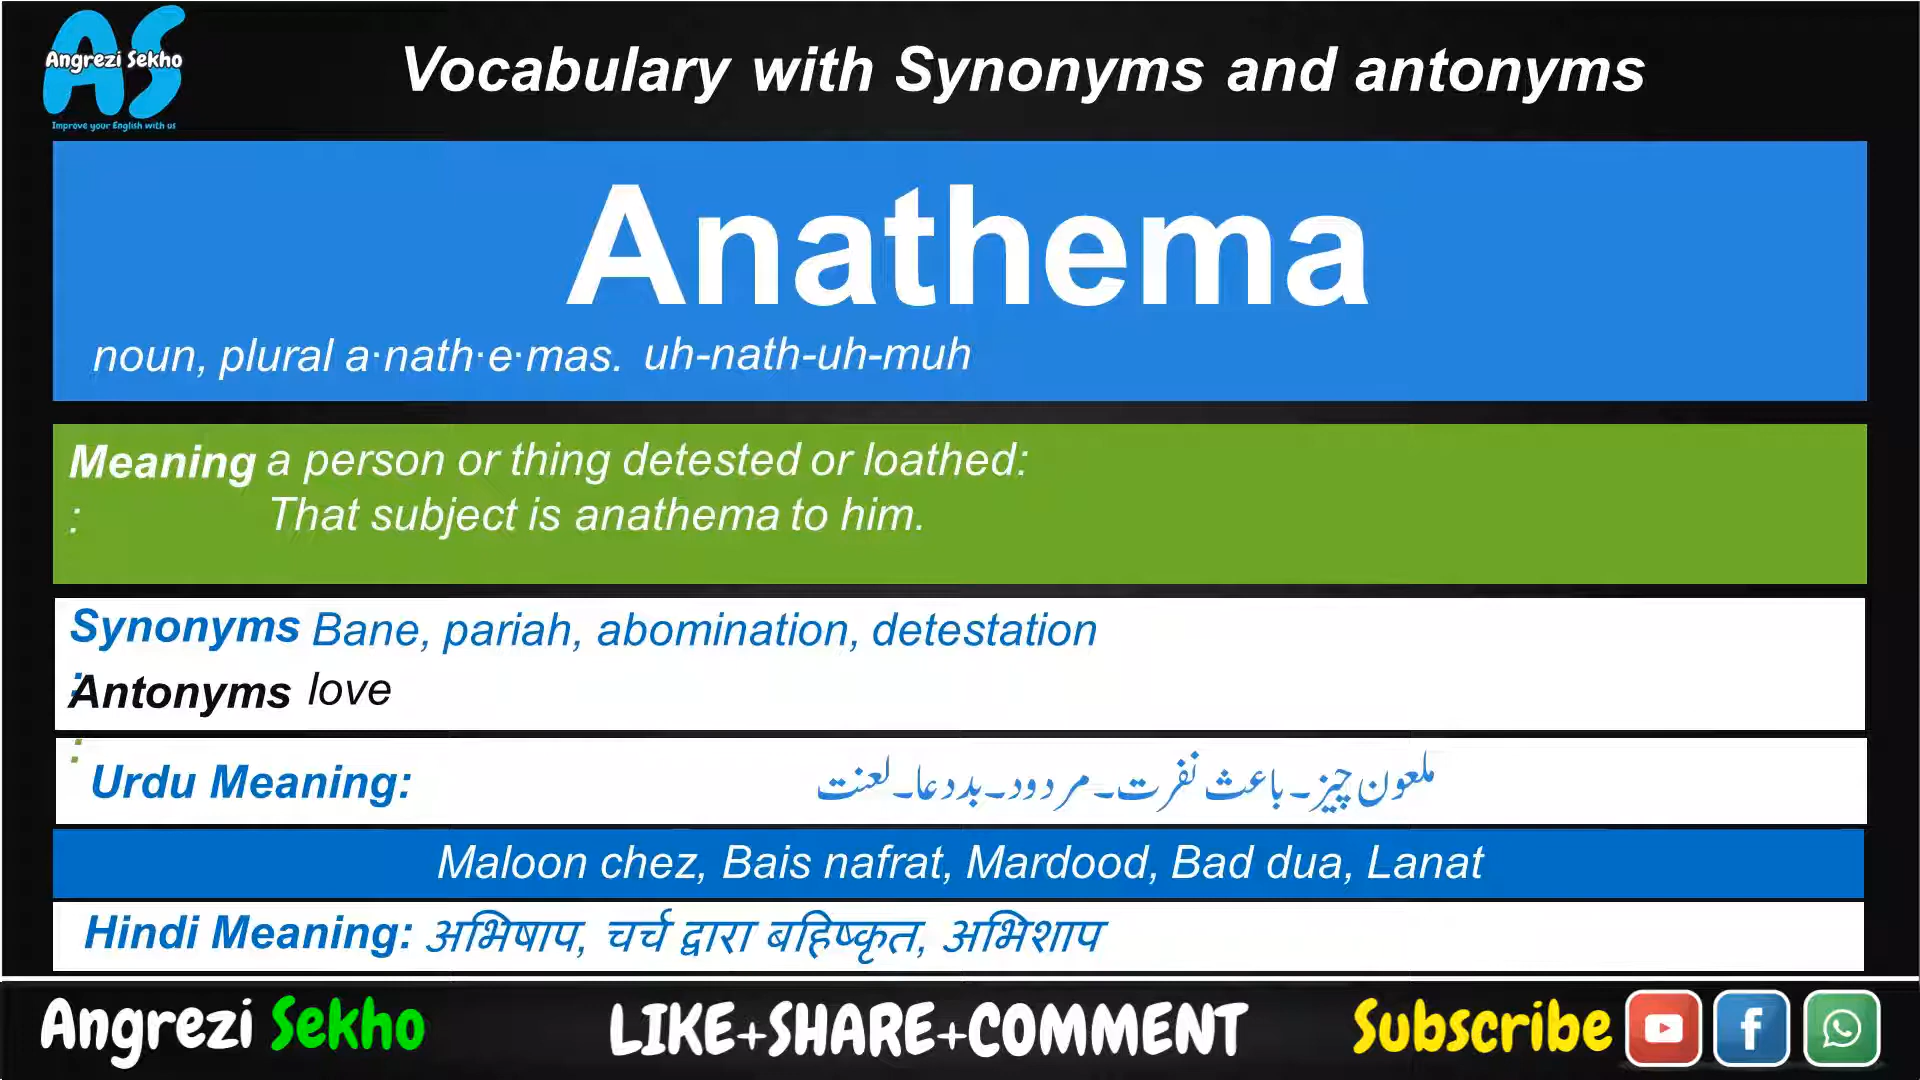 AS
Angrezi Sekho
Improve your English with us
Vocabulary with Synonyms and antonyms
Anathema
noun, plural a·nath·e·mas. uh-nath-uh-muh
Meaning a person or thing detested or loathed:
: That subject is anathema to him.
Synonyms Bane, pariah, abomination, detestation
:
Antonyms love
:
Urdu Meaning: ملعون چیز۔باعث نفرت۔مردود۔بددعا۔لعنت
Maloon chez, Bais nafrat, Mardood, Bad dua, Lanat
Hindi Meaning: अभिषाप, चर्च द्वारा बहिष्कृत, अभिशाप
Angrezi Sekho LIKE+SHARE+COMMENT Subscribe